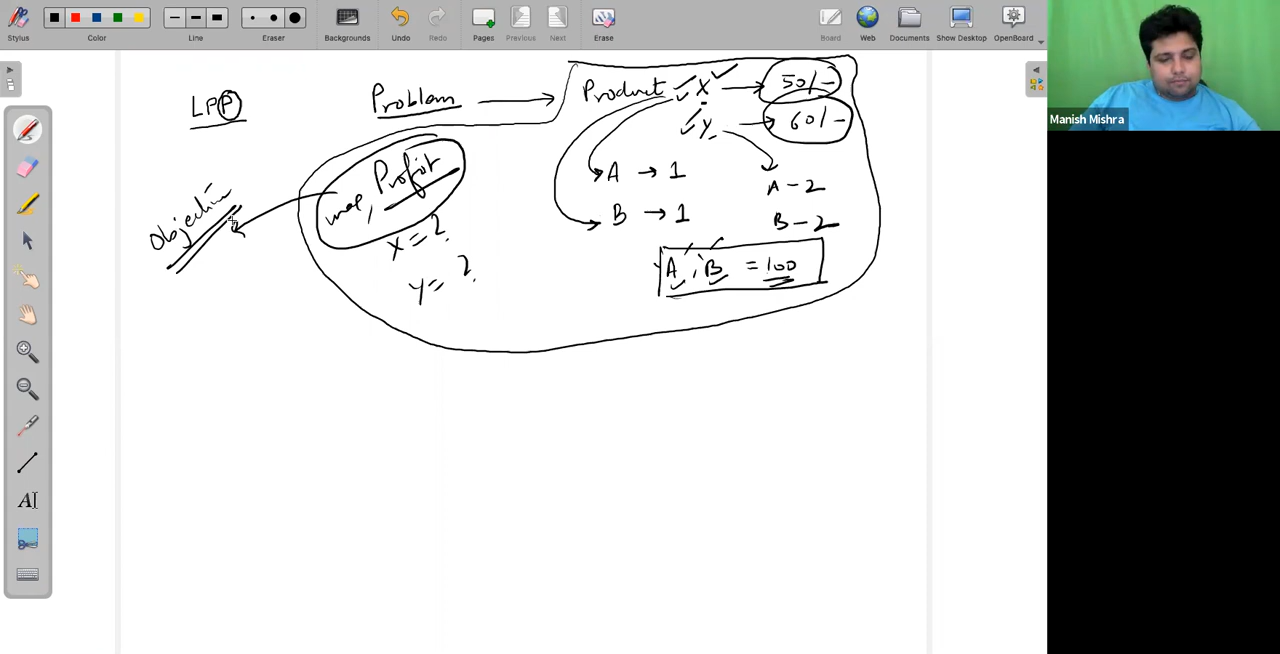 Stylus
Color
Line
Eraser
Backgrounds
Undo
Redo
Pages
Previous
Next
Erase
Board
Web
Documents
Show Desktop
OpenBoard
Manish Mishra
LPP
Problem
Product X 50/-
Y 60/-
max, Profit
Objective
A → 1
A - 2
B → 1
B - 2
X = ?
Y = ?
A, B = 100
A